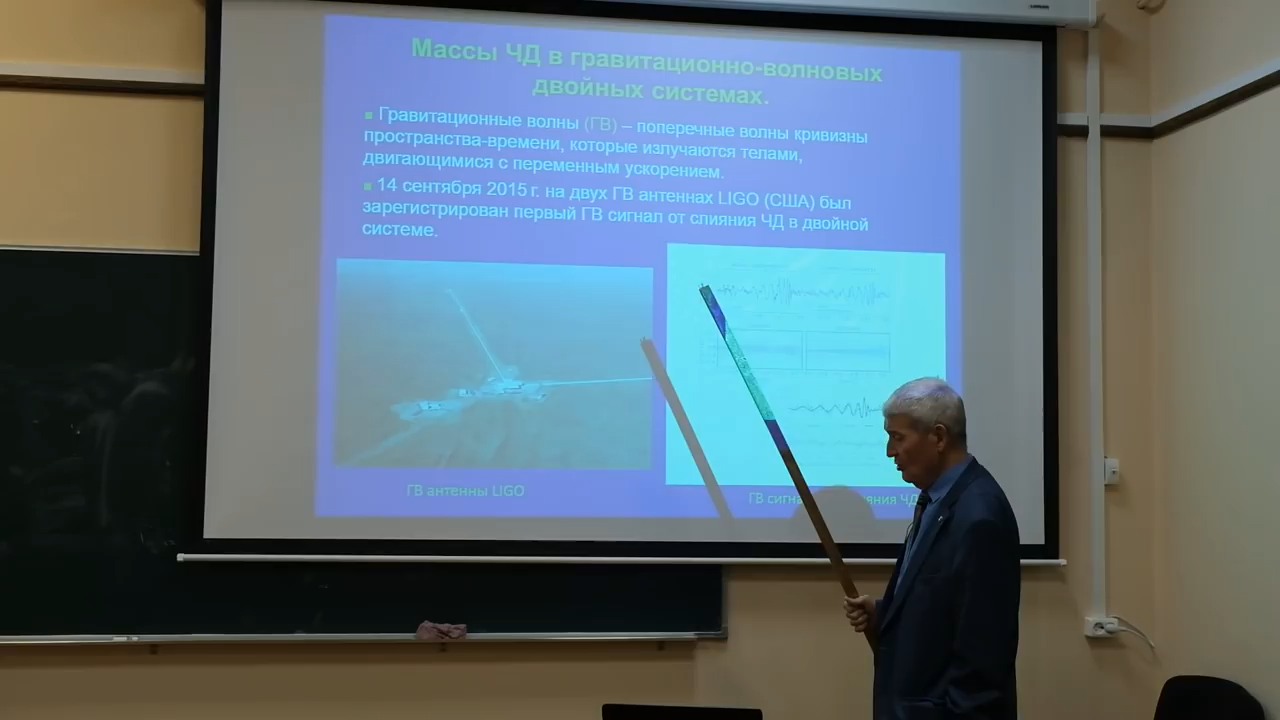 Массы ЧД в гравитационно-волновых
двойных системах.
Гравитационные волны (ГВ) – поперечные волны кривизны
пространства-времени, которые излучаются телами,
двигающимися с переменным ускорением.
14 сентября 2015 г. на двух ГВ антеннах LIGO (США) был
зарегистрирован первый ГВ сигнал от слияния ЧД в двойной
системе.
ГВ антенны LIGO
ГВ ЧД